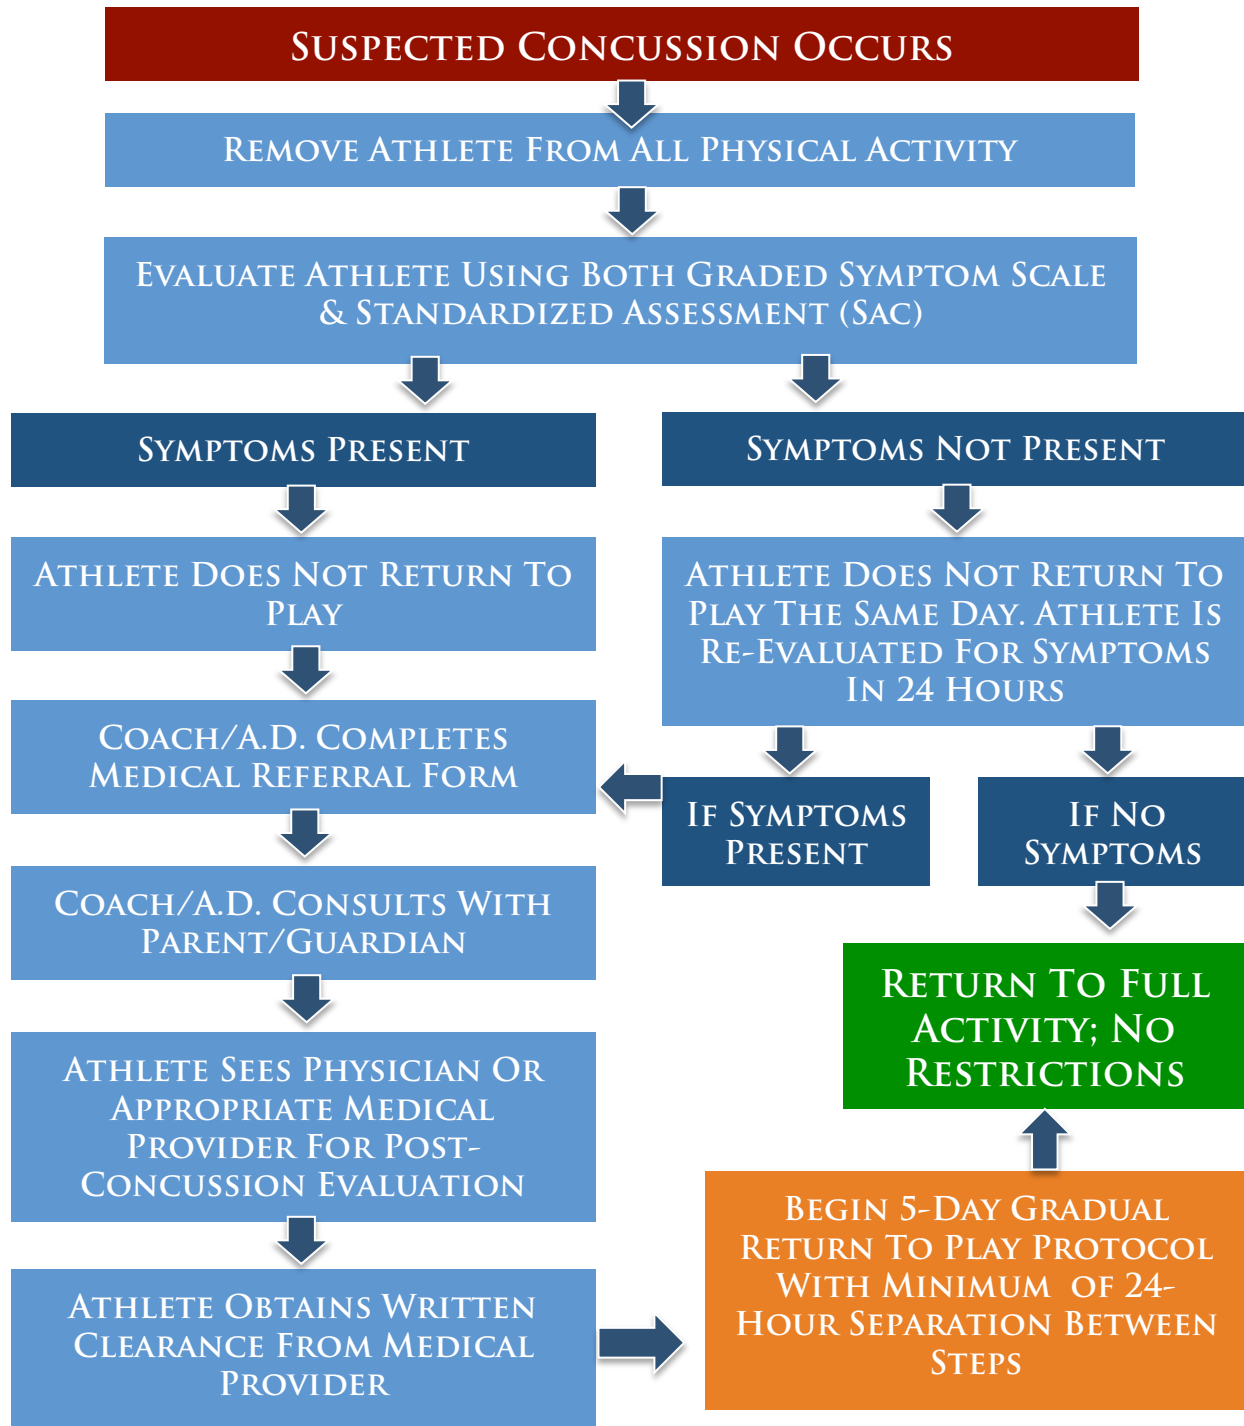 Suspected Concussion Occurs
Remove Athlete From All Physical Activity
Evaluate Athlete Using Both Graded Symptom Scale
& Standardized Assessment (Sac)
Symptoms Present
Symptoms Not Present
Athlete Does Not Return To
Play
Athlete Does Not Return To
Play The Same Day. Athlete Is
Re-Evaluated For Symptoms
In 24 Hours
Coach/A.D. Completes
Medical Referral Form
If Symptoms
Present
If No
Symptoms
Coach/A.D. Consults With
Parent/Guardian
Return To Full
Activity; No
Restrictions
Athlete Sees Physician Or
Appropriate Medical
Provider For Post-
Concussion Evaluation
Athlete Obtains Written
Clearance From Medical
Provider
Begin 5-Day Gradual
Return To Play Protocol
With Minimum of 24-
Hour Separation Between
Steps